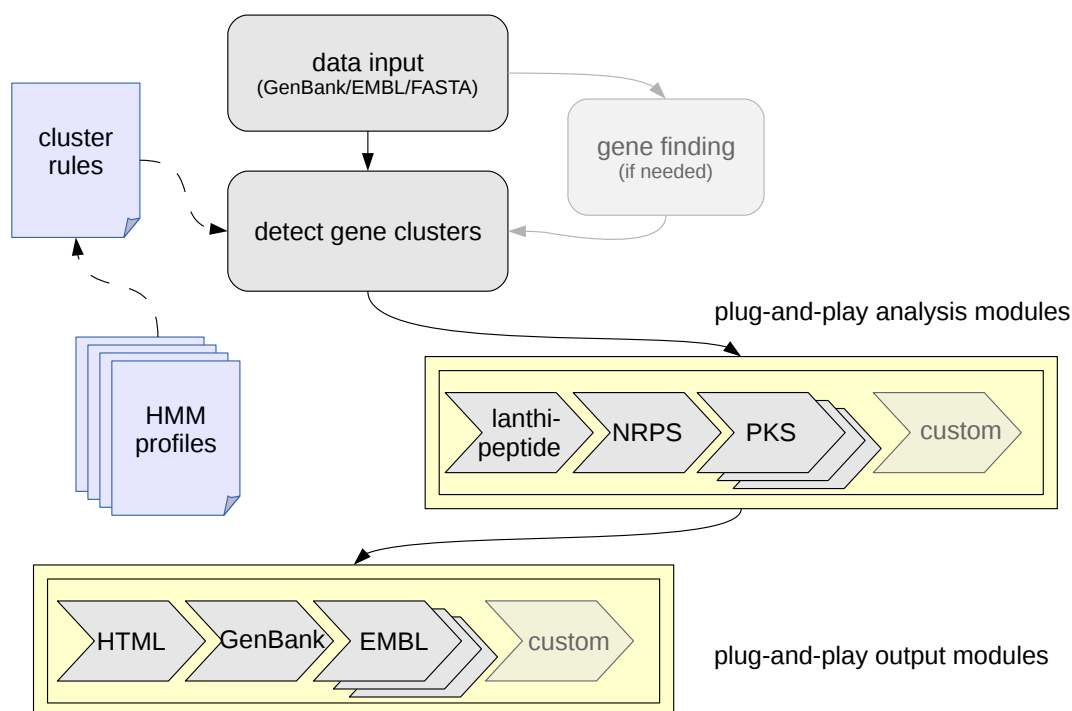 data input
(GenBank/EMBL/FASTA)
cluster
rules
gene finding
(if needed)
detect gene clusters
plug-and-play analysis modules
HMM
profiles
lanthi-
peptide
NRPS
PKS
custom
HTML
GenBank
EMBL
custom
plug-and-play output modules